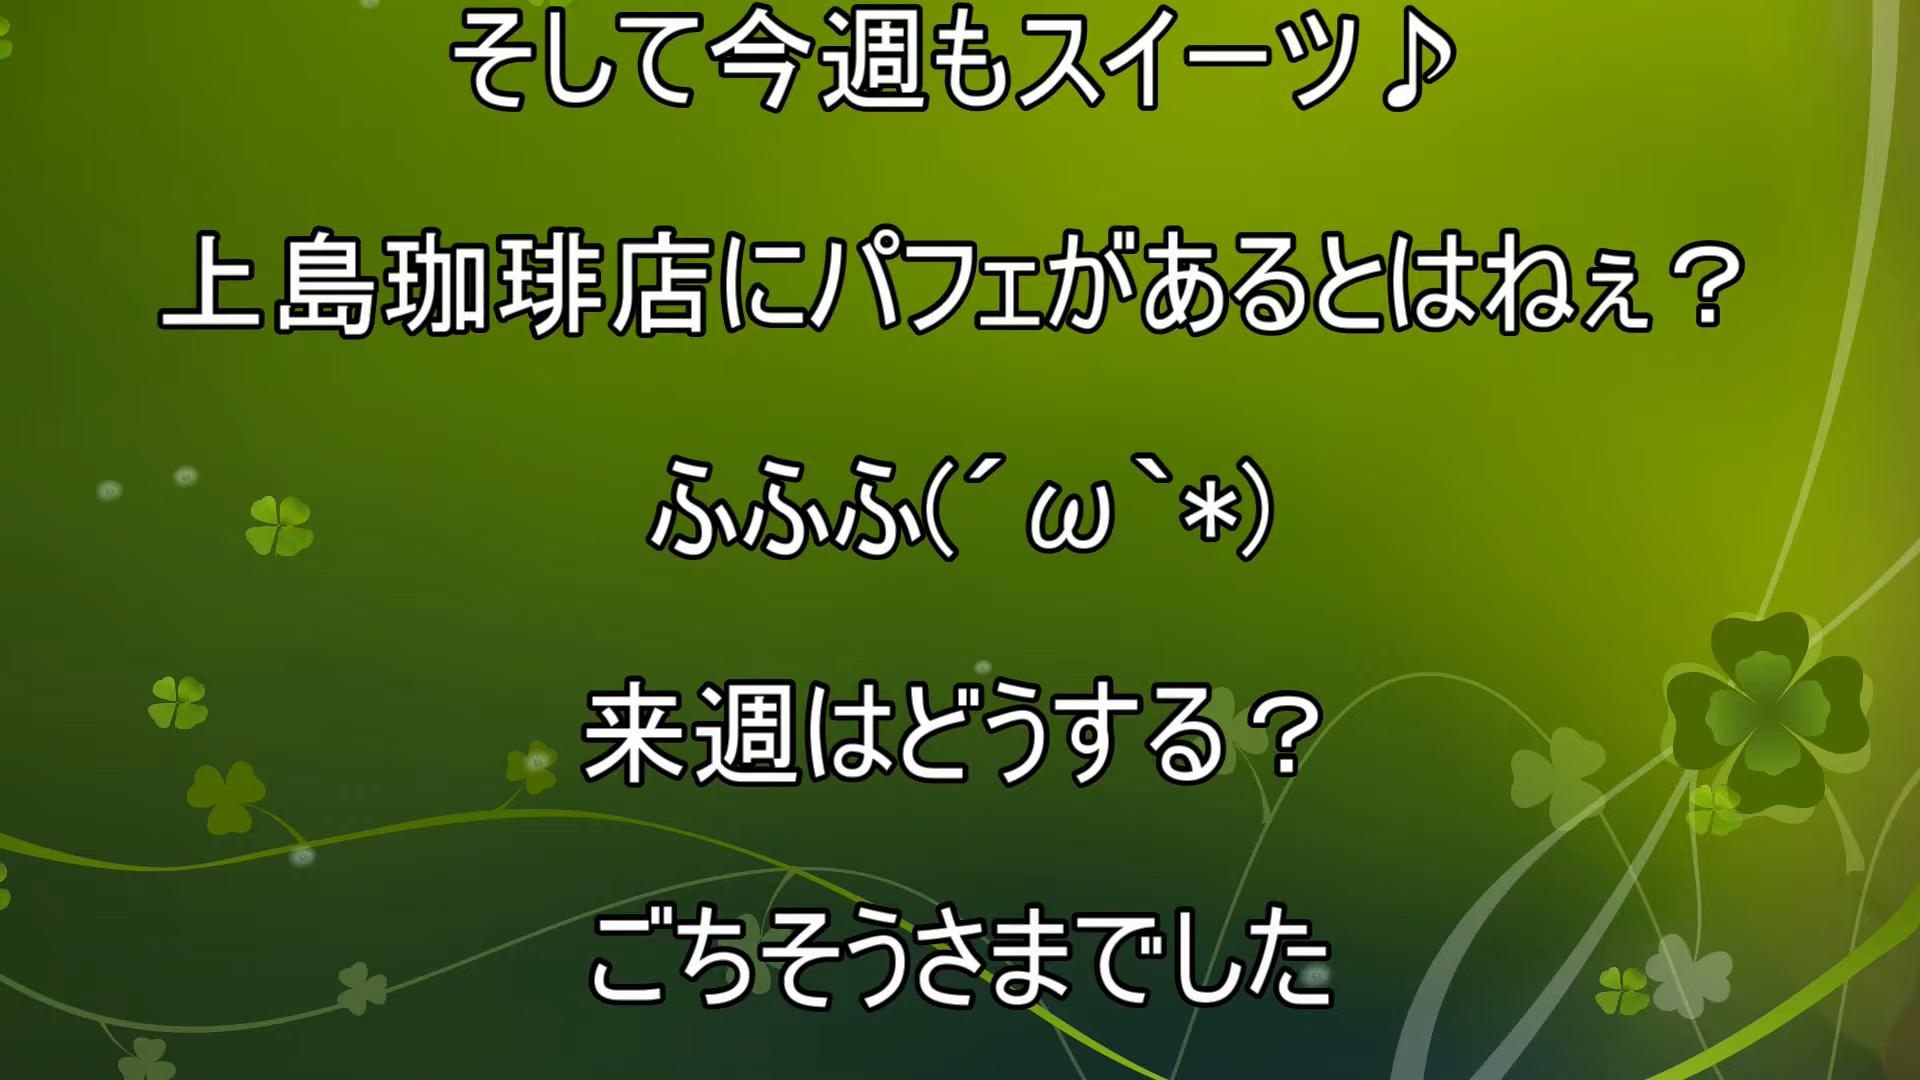 そして今週もスイーツ♪
上島珈琲店にパフェがあるとはねぇ？
ふふふ(´ω`*)
来週はどうする？
ごちそうさまでした